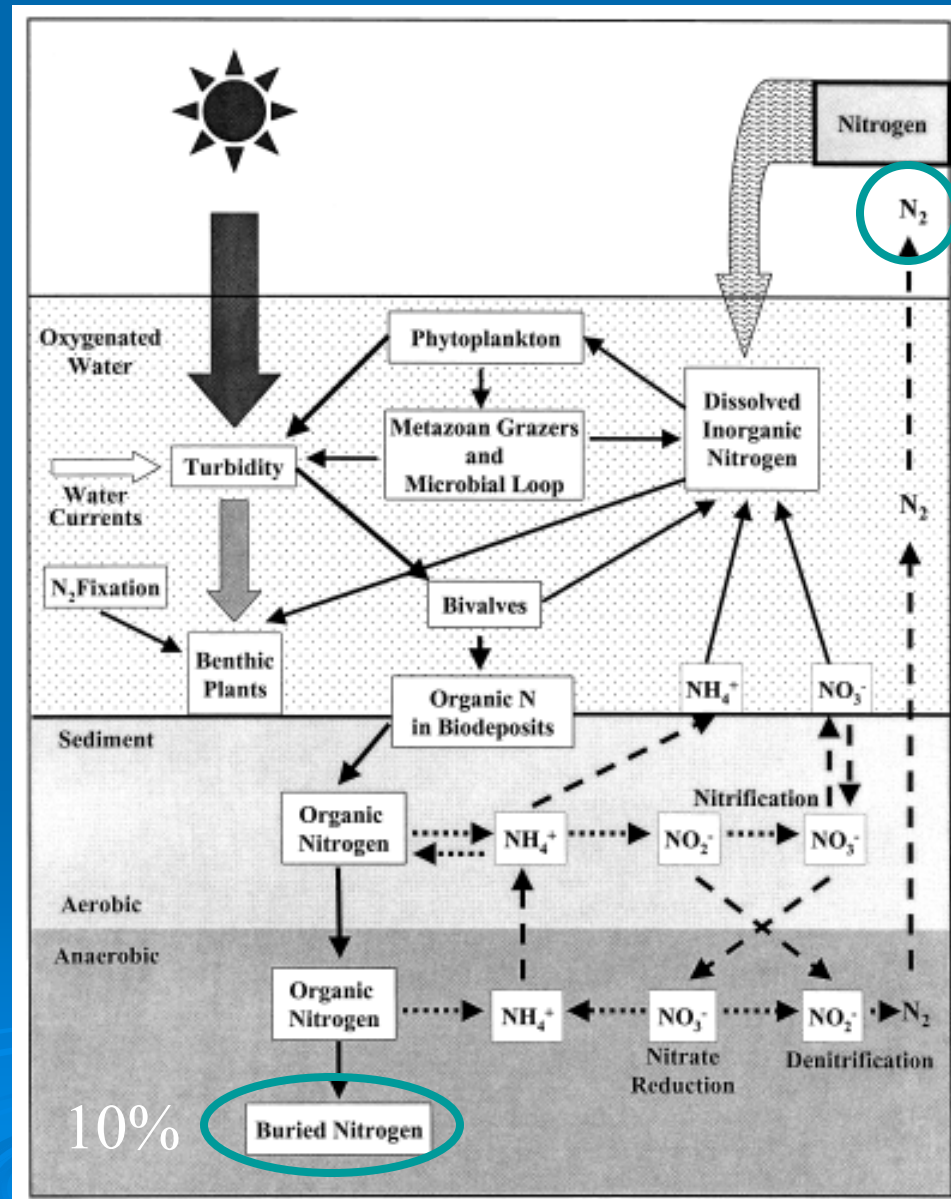 Nitrogen
N₂
Oxygenated
Water
Phytoplankton
Dissolved
Inorganic
Nitrogen
Metazoan Grazers
and
Microbial Loop
Turbidity
Water
Currents
N₂
N₂Fixation
Bivalves
Benthic
Plants
Organic N
in Biodeposits
NH₄⁺
NO₃⁻
Sediment
Nitrification
Organic
Nitrogen
NH₄⁺
NO₂⁻
NO₃⁻
Aerobic
Anaerobic
Organic
Nitrogen
NH₄⁺
NO₃⁻
NO₂⁻
N₂
Nitrate
Reduction
Denitrification
10%
Buried Nitrogen